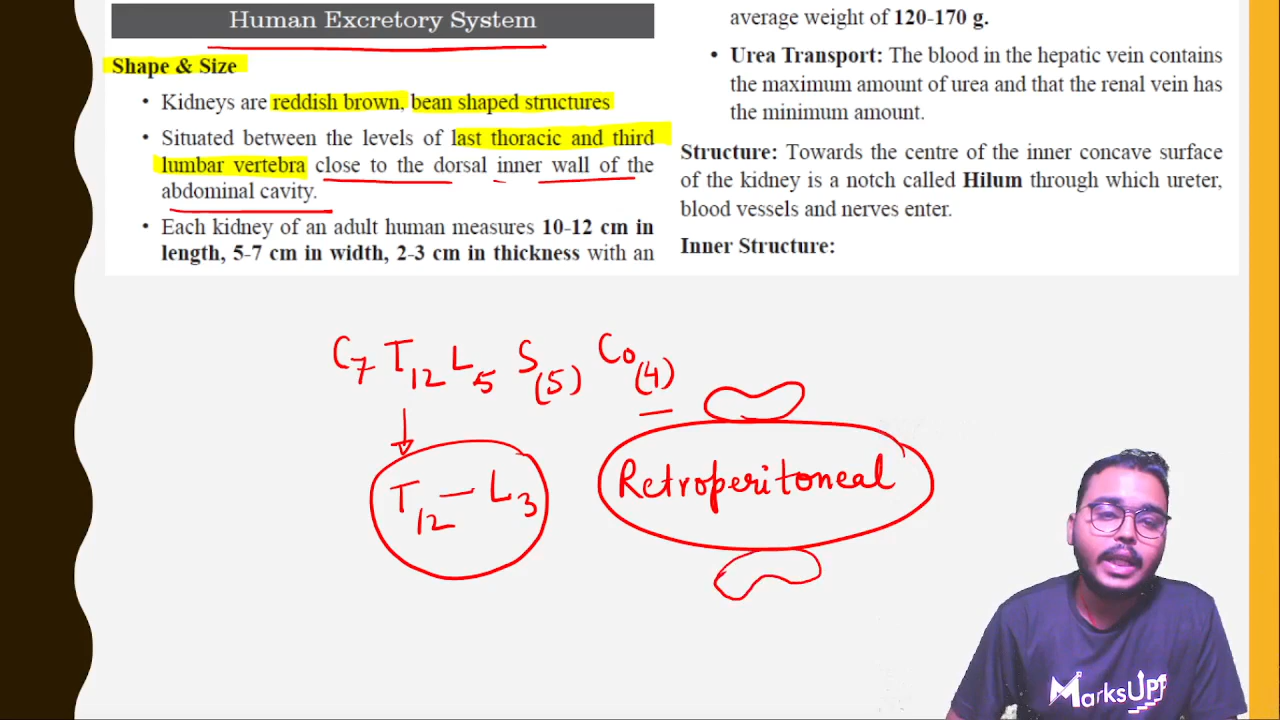 Human Excretory System
Shape & Size
• Kidneys are reddish brown, bean shaped structures
• Situated between the levels of last thoracic and third
lumbar vertebra close to the dorsal inner wall of the
abdominal cavity.
• Each kidney of an adult human measures 10-12 cm in
length, 5-7 cm in width, 2-3 cm in thickness with an
average weight of 120-170 g.
• Urea Transport: The blood in the hepatic vein contains
the maximum amount of urea and that the renal vein has
the minimum amount.
Structure: Towards the centre of the inner concave surface
of the kidney is a notch called Hilum through which ureter,
blood vessels and nerves enter.
Inner Structure:
C7 T12 L5 S(5) Co(4)
T12 — L3
Retroperitoneal
MarksUPP